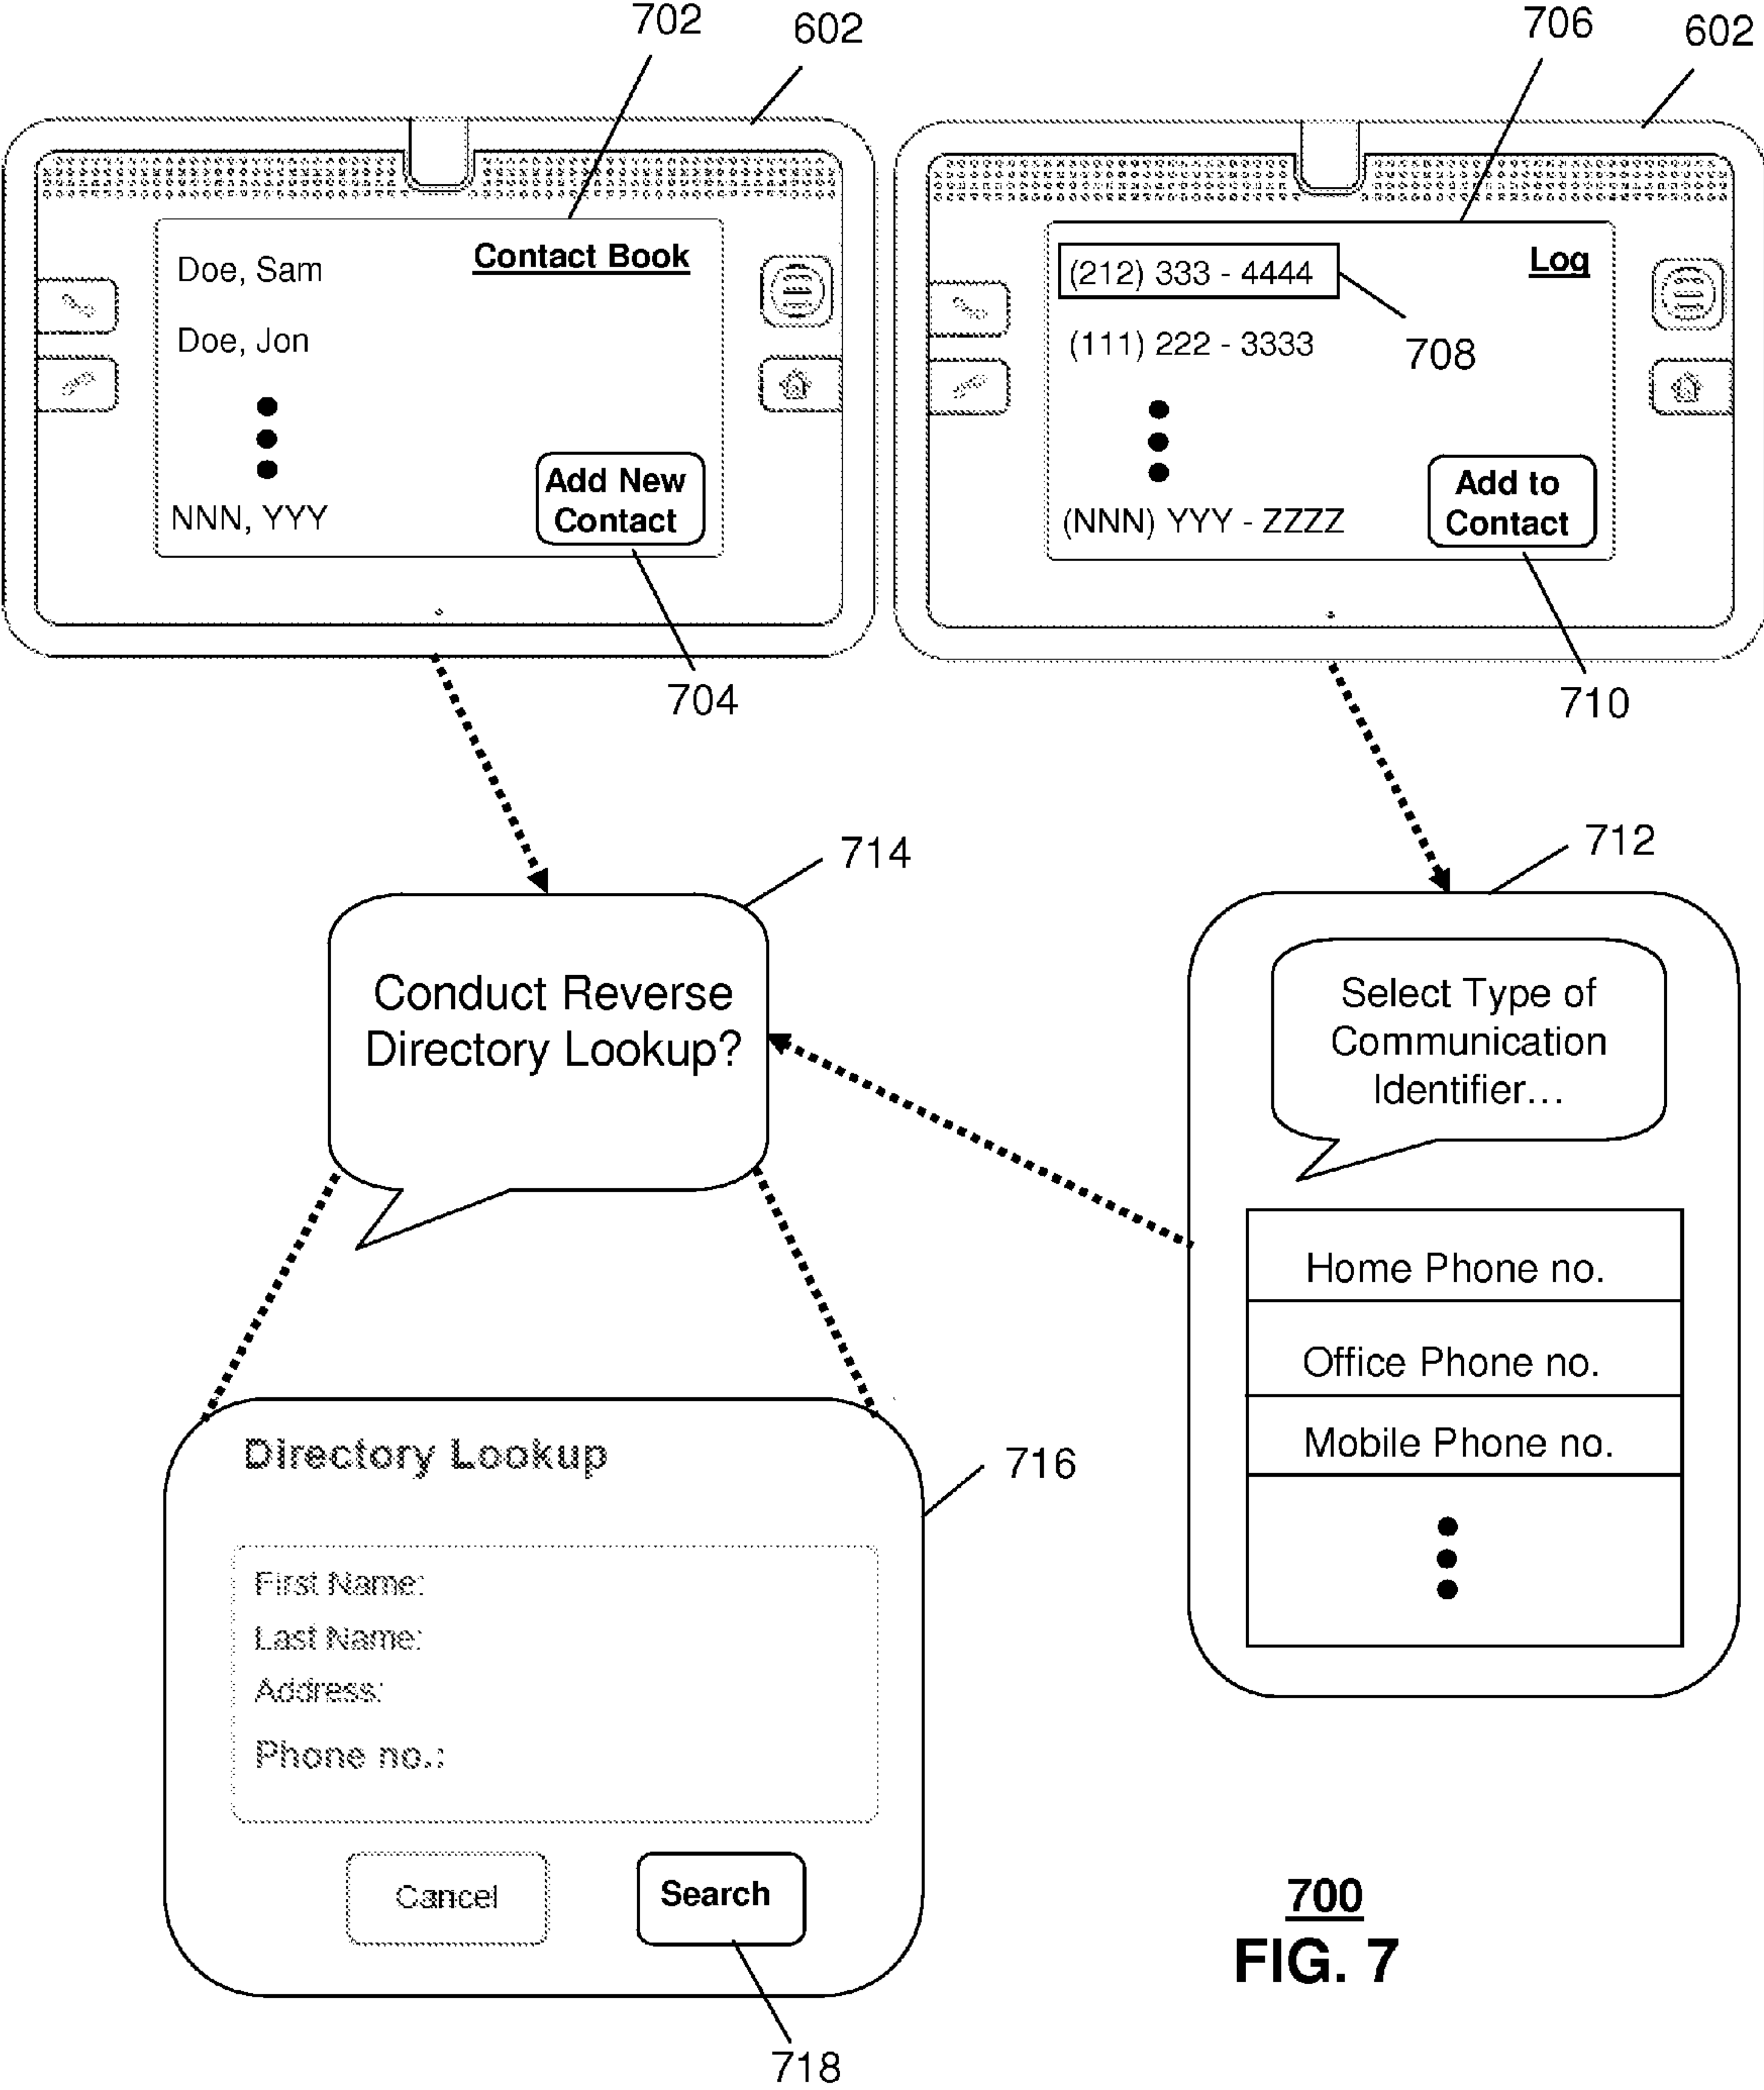 702
602
706
602
Contact Book
Doe, Sam
Doe, Jon
NNN, YYY
Add New
Contact
704
Log
(212) 333 - 4444
708
(111) 222 - 3333
(NNN) YYY - ZZZZ
Add to
Contact
710
714
Conduct Reverse
Directory Lookup?
712
Select Type of
Communication
Identifier...
Home Phone no.
Office Phone no.
Mobile Phone no.
Directory Lookup
716
First Name:
Last Name:
Address:
Phone no.:
Cancel
Search
718
700
FIG. 7